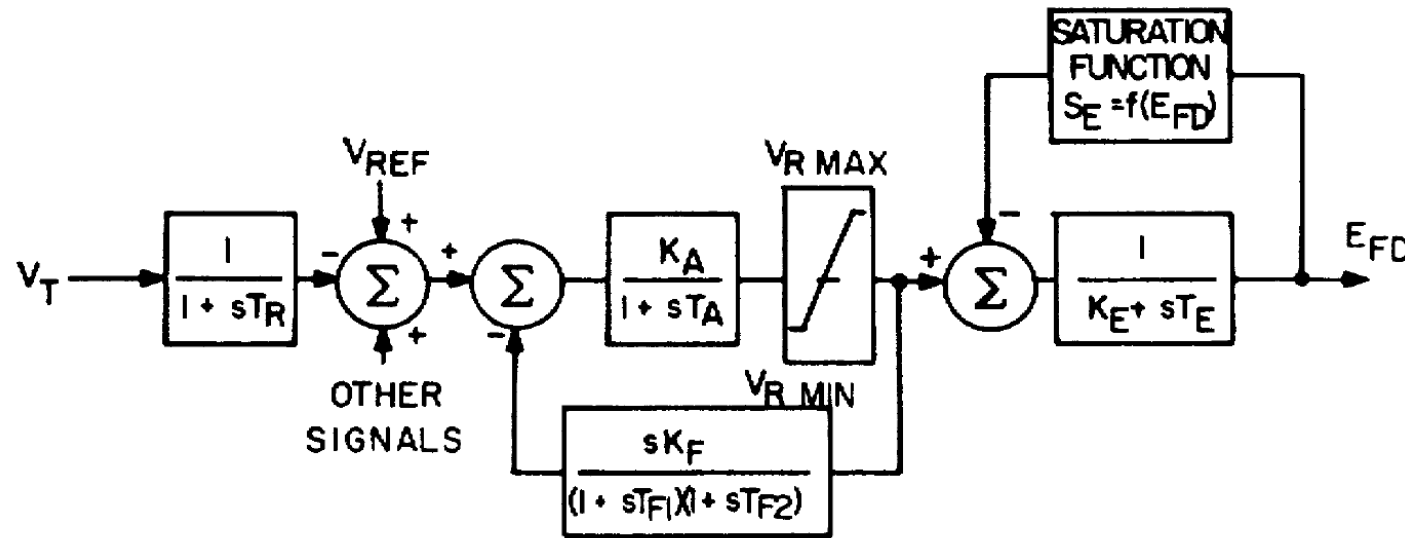 SATURATION
FUNCTION
S_E = f(E_FD)
V_REF
V_R MAX
+
-
+
+
-
V_T
1
1 + sT_R
Σ
+
-
Σ
K_A
1 + sT_A
Σ
1
K_E + sT_E
E_FD
OTHER
SIGNALS
V_R MIN
sK_F
(1 + sT_F1)(1 + sT_F2)